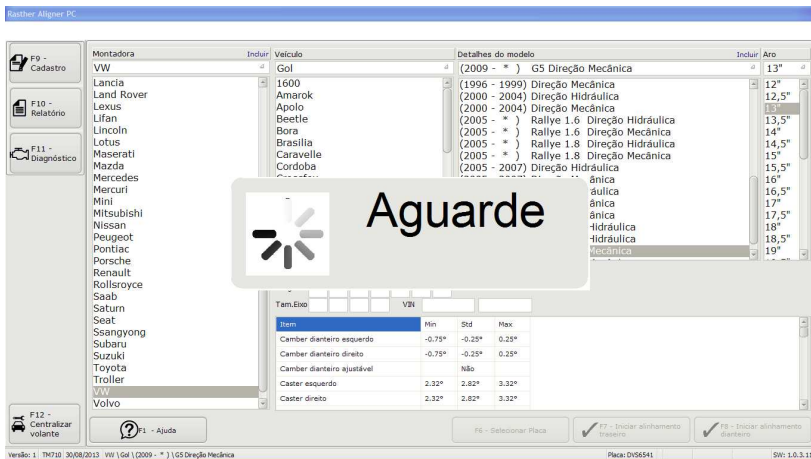 Rasther Aligner PC
F9 - Cadastro
F10 - Relatório
F11 - Diagnóstico
F12 - Centralizar volante
Montadora Incluir
VW
Lancia
Land Rover
Lexus
Lifan
Lincoln
Lotus
Maserati
Mazda
Mercedes
Mercuri
Mini
Mitsubishi
Nissan
Peugeot
Pontiac
Porsche
Renault
Rollsroyce
Saab
Saturn
Seat
Ssangyong
Subaru
Suzuki
Toyota
Troller
VW
Volvo
Veículo
Gol
1600
Amarok
Apolo
Beetle
Bora
Brasilia
Caravelle
Cordoba
Detalhes do modelo Incluir
(2009 - * ) G5 Direção Mecânica
(1996 - 1999) Direção Mecânica
(2000 - 2004) Direção Hidráulica
(2000 - 2004) Direção Mecânica
(2005 - * ) Rallye 1.6 Direção Hidráulica
(2005 - * ) Rallye 1.6 Direção Mecânica
(2005 - * ) Rallye 1.8 Direção Hidráulica
(2005 - * ) Rallye 1.8 Direção Mecânica
(2005 - 2007) Direção Hidráulica
Aro
13"
12"
12,5"
13"
13,5"
14"
14,5"
15"
15,5"
16"
16,5"
17"
17,5"
18"
18,5"
19"
Aguarde
Tam.Eixo VIN
Item Min Std Max
Camber dianteiro esquerdo -0.75° -0.25° 0.25°
Camber dianteiro direito -0.75° -0.25° 0.25°
Camber dianteiro ajustável Não
Caster esquerdo 2.32° 2.82° 3.32°
Caster direito 2.32° 2.82° 3.32°
F1 - Ajuda
F6 - Selecionar Placa
F7 - Iniciar alinhamento traseiro
F8 - Iniciar alinhamento dianteiro
Versão: 1 TM710 30/08/2013 VW \ Gol \ (2009 - * ) \ G5 Direção Mecânica Placa: DVS6541